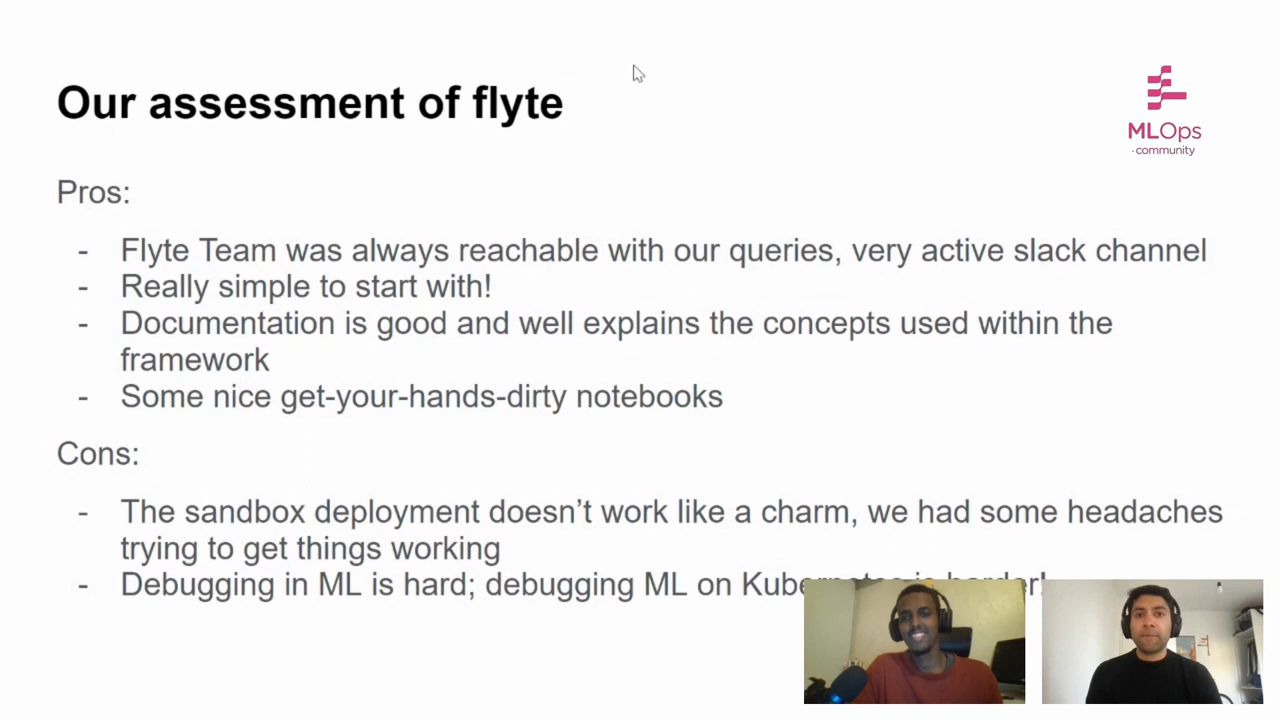 Our assessment of flyte
MLOps
.community
Pros:
- Flyte Team was always reachable with our queries, very active slack channel
- Really simple to start with!
- Documentation is good and well explains the concepts used within the
framework
- Some nice get-your-hands-dirty notebooks
Cons:
- The sandbox deployment doesn’t work like a charm, we had some headaches
trying to get things working
- Debugging in ML is hard; debugging ML on Kubernetes is harder!